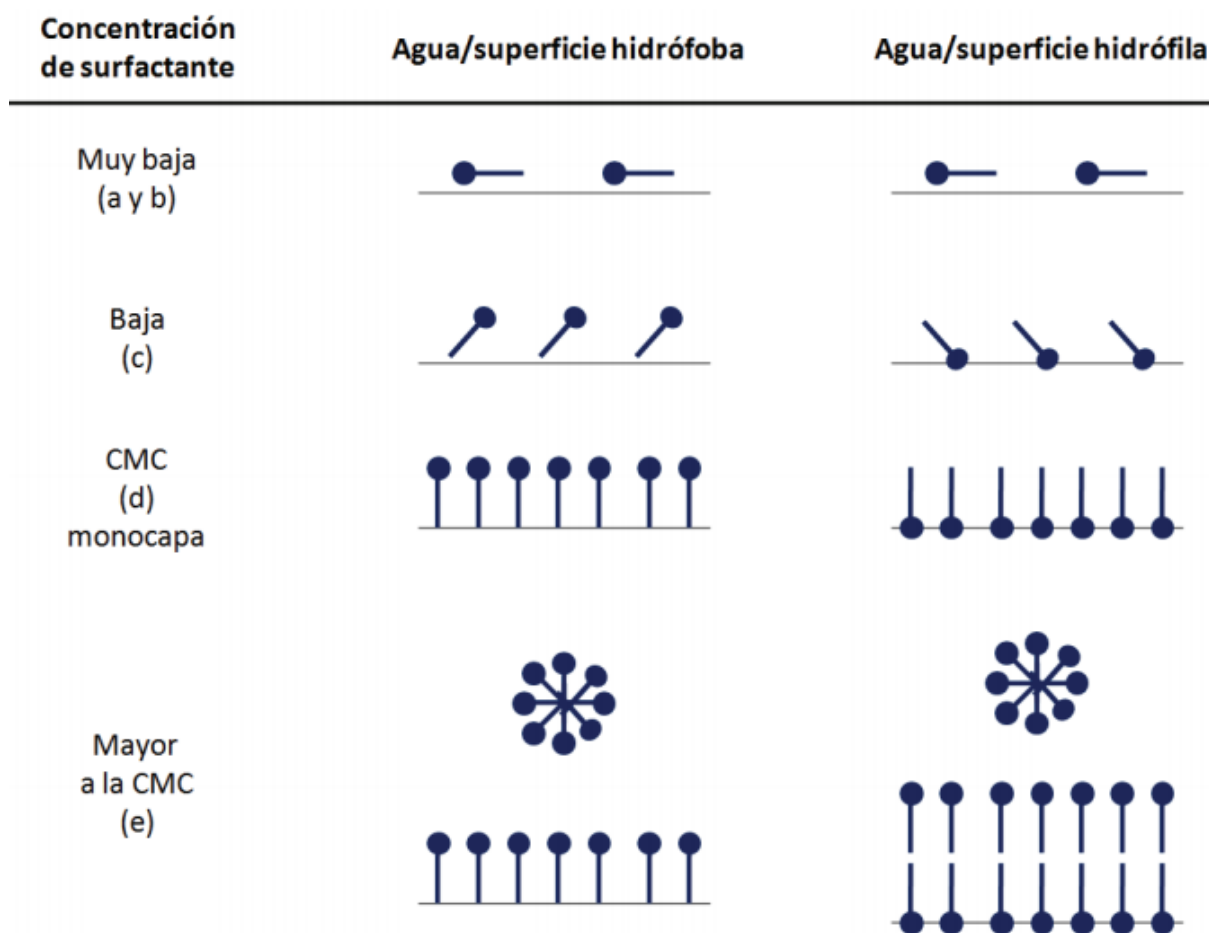 Concentración
de surfactante
Agua/superficie hidrófoba
Agua/superficie hidrófila
Muy baja
(a y b)
Baja
(c)
CMC
(d)
monocapa
Mayor
a la CMC
(e)